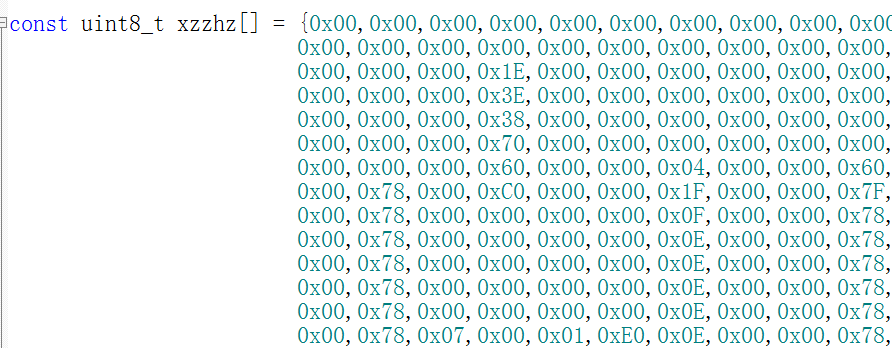 const uint8_t xzzhz[] = {0x00,0x00,0x00,0x00,0x00,0x00,0x00,0x00,0x00
0x00,0x00,0x00,0x00,0x00,0x00,0x00,0x00,0x00,0x00,
0x00,0x00,0x00,0x1E,0x00,0x00,0x00,0x00,0x00,0x00,
0x00,0x00,0x00,0x3E,0x00,0x00,0x00,0x00,0x00,0x00,
0x00,0x00,0x00,0x38,0x00,0x00,0x00,0x00,0x00,0x00,
0x00,0x00,0x00,0x70,0x00,0x00,0x00,0x00,0x00,0x00,
0x00,0x00,0x00,0x60,0x00,0x00,0x04,0x00,0x00,0x60,
0x00,0x78,0x00,0xC0,0x00,0x00,0x1F,0x00,0x00,0x7F,
0x00,0x78,0x00,0x00,0x00,0x00,0x0F,0x00,0x00,0x78,
0x00,0x78,0x00,0x00,0x00,0x00,0x0E,0x00,0x00,0x78,
0x00,0x78,0x00,0x00,0x00,0x00,0x0E,0x00,0x00,0x78,
0x00,0x78,0x00,0x00,0x00,0x00,0x0E,0x00,0x00,0x78,
0x00,0x78,0x00,0x00,0x00,0x00,0x0E,0x00,0x00,0x78,
0x00,0x78,0x07,0x00,0x01,0xE0,0x0E,0x00,0x00,0x78,